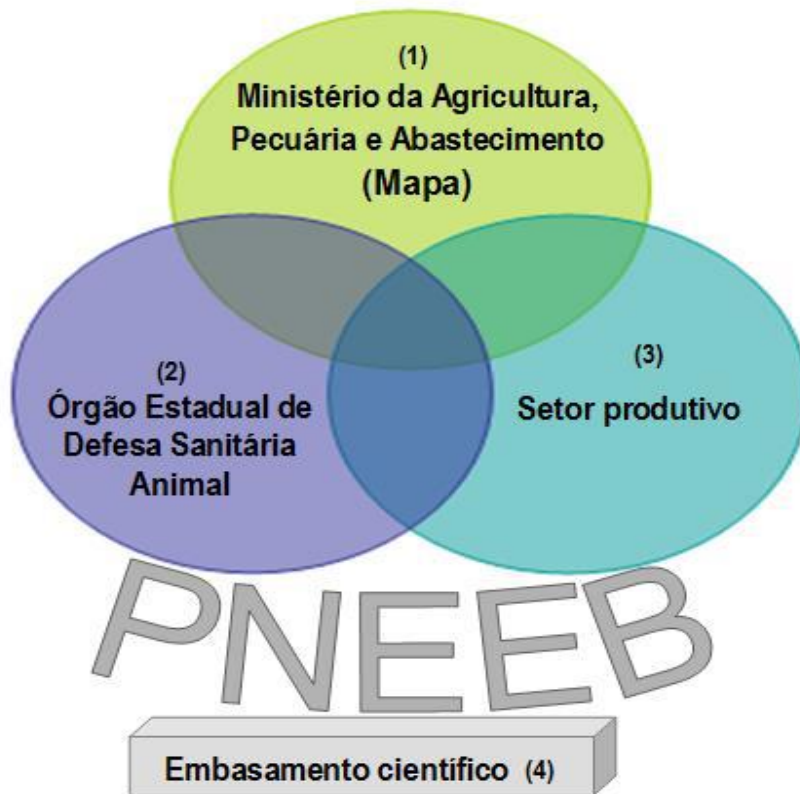 (1)
Ministério da Agricultura,
Pecuária e Abastecimento
(Mapa)
(2)
Órgão Estadual de
Defesa Sanitária
Animal
(3)
Setor produtivo
PNEEB
Embasamento científico (4)